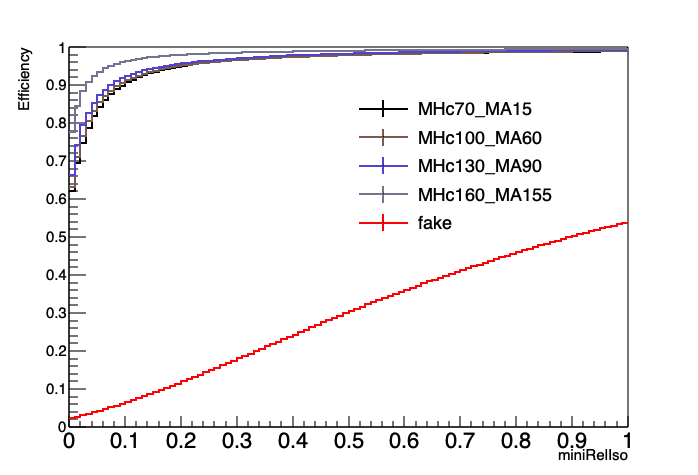 Efficiency
1
0.9
0.8
0.7
0.6
0.5
0.4
0.3
0.2
0.1
0
MHc70_MA15
MHc100_MA60
MHc130_MA90
MHc160_MA155
fake
0 0.1 0.2 0.3 0.4 0.5 0.6 0.7 0.8 0.9 1
miniRelIso